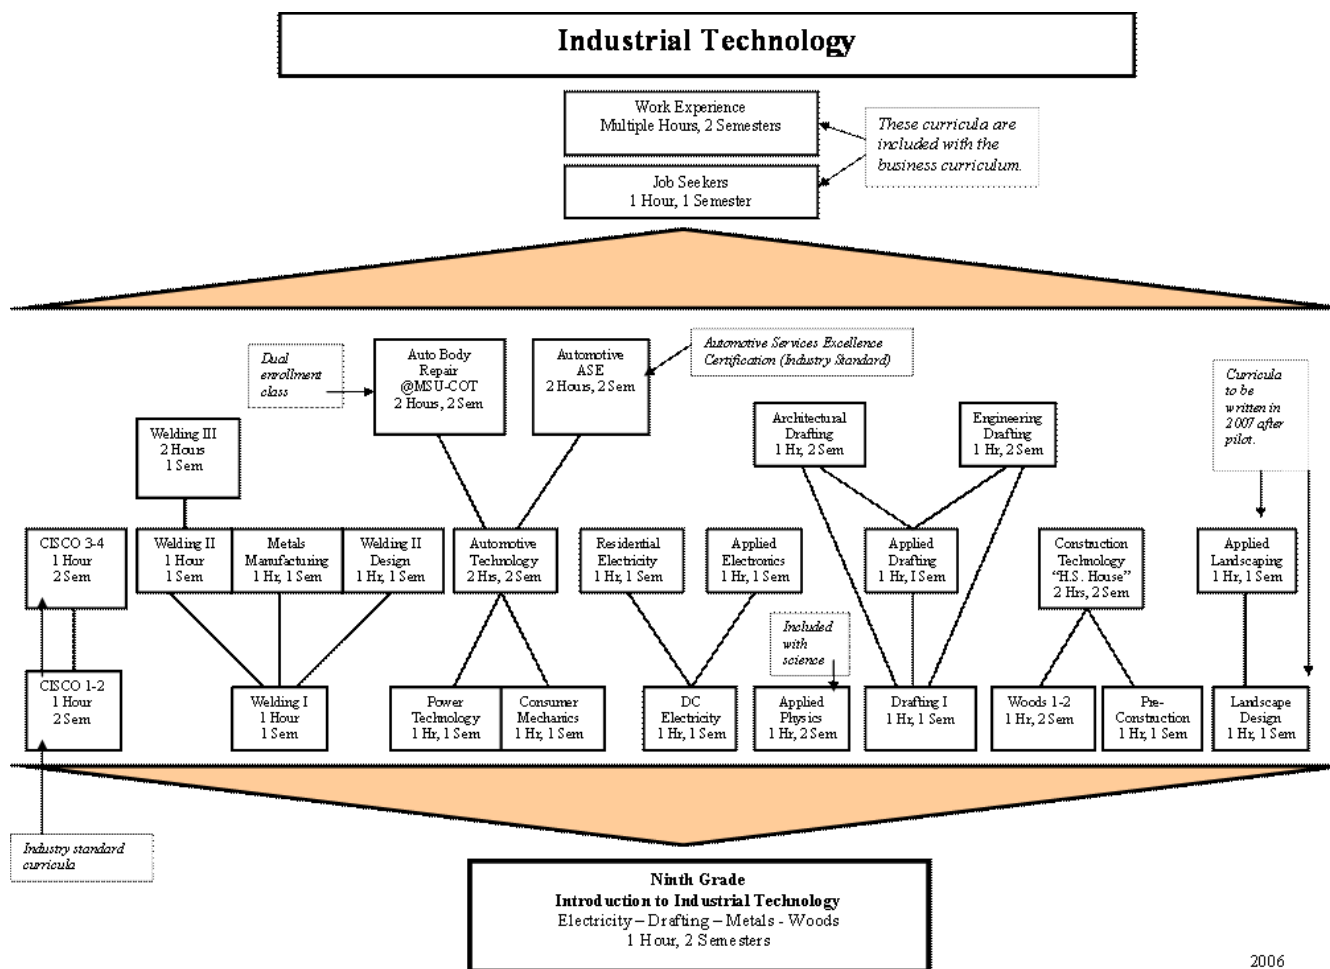 Industrial Technology
Work Experience
Multiple Hours, 2 Semesters
These curricula are
included with the
business curriculum.
Job Seekers
1 Hour, 1 Semester
Dual
enrollment
class
Auto Body
Repair
@MSU-COT
2 Hours, 2 Sem
Automotive
ASE
2 Hours, 2 Sem
Automotive Services Excellence
Certification (Industry Standard)
Curricula
to be
written in
2007 after
pilot.
Welding III
2 Hours
1 Sem
Architectural
Drafting
1 Hr, 2 Sem
Engineering
Drafting
1 Hr, 2 Sem
CISCO 3-4
1 Hour
2 Sem
Welding II
1 Hour
1 Sem
Metals
Manufacturing
1 Hr, 1 Sem
Welding II
Design
1 Hr, 1 Sem
Automotive
Technology
2 Hrs, 2 Sem
Residential
Electricity
1 Hr, 1 Sem
Applied
Electronics
1 Hr, 1 Sem
Applied
Drafting
1 Hr, I Sem
Construction
Technology
"H.S. House"
2 Hrs, 2 Sem
Applied
Landscaping
1 Hr, 1 Sem
Included
with
science
CISCO 1-2
1 Hour
2 Sem
Welding I
1 Hour
1 Sem
Power
Technology
1 Hr, 1 Sem
Consumer
Mechanics
1 Hr, 1 Sem
DC
Electricity
1 Hr, 1 Sem
Applied
Physics
1 Hr, 2 Sem
Drafting I
1 Hr, 1 Sem
Woods 1-2
1 Hr, 2 Sem
Pre-
Construction
1 Hr, 1 Sem
Landscape
Design
1 Hr, 1 Sem
Industry standard
curricula
Ninth Grade
Introduction to Industrial Technology
Electricity – Drafting – Metals - Woods
1 Hour, 2 Semesters
2006